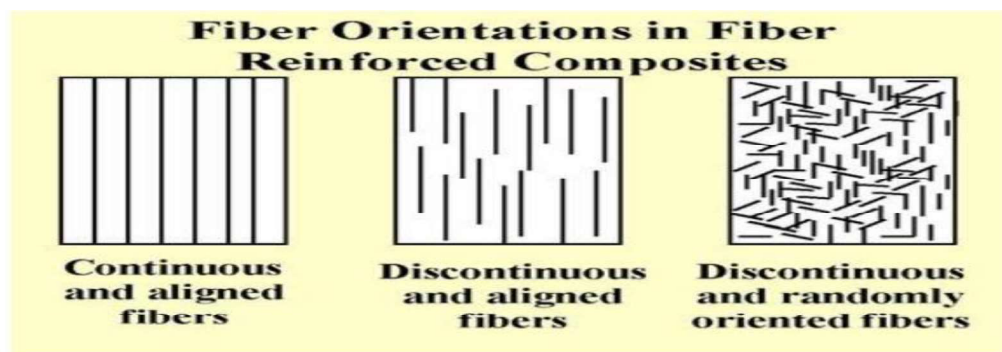 Fiber Orientations in Fiber
Reinforced Composites
Continuous
and aligned
fibers
Discontinuous
and aligned
fibers
Discontinuous
and randomly
oriented fibers